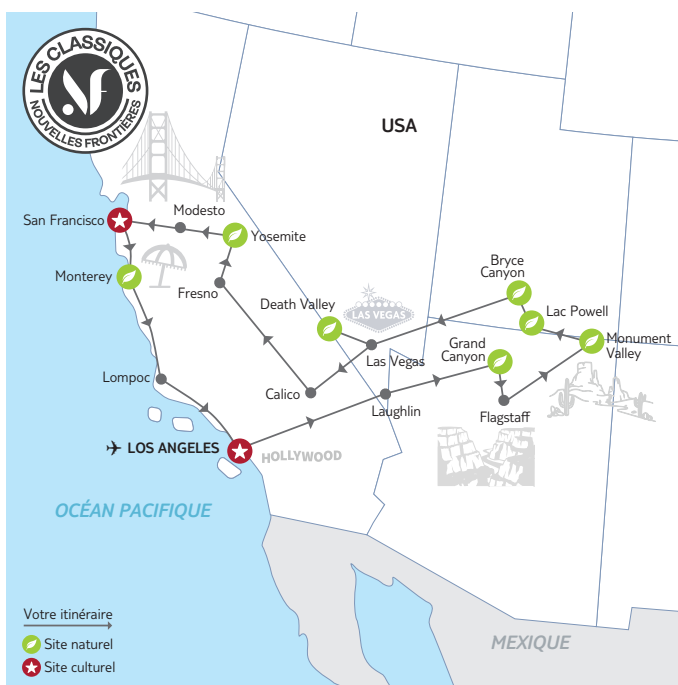 LES CLASSIQUES
NF
NOUVELLES FRONTIÈRES
USA
San Francisco
Modesto
Yosemite
Monterey
Fresno
Death Valley
LAS VEGAS
Bryce
Canyon
Lac Powell
Monument
Valley
Grand
Canyon
Las Vegas
Lompoc
Calico
Laughlin
Flagstaff
LOS ANGELES
HOLLYWOOD
OCÉAN PACIFIQUE
MEXIQUE
Votre itinéraire
Site naturel
Site culturel